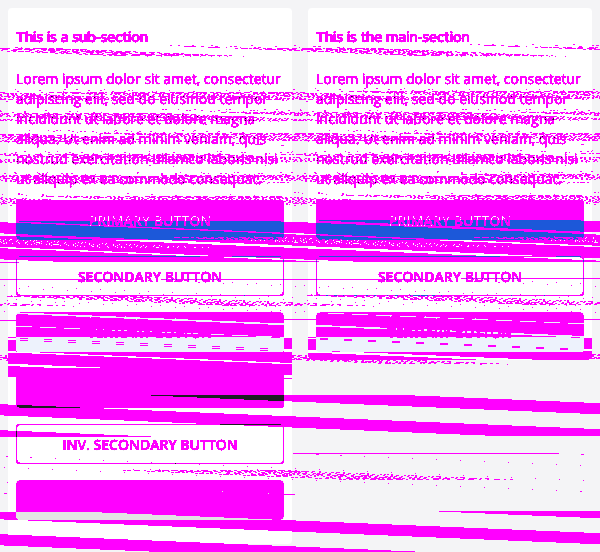 This is a sub-section
Lorem ipsum dolor sit amet, consectetur
adipiscing elit, sed do eiusmod tempor
incididunt ut labore et dolore magna
aliqua. Ut enim ad minim veniam, quis
nostrud exercitation ullamco laboris nisi
ut aliquip ex ea commodo consequat.
PRIMARY BUTTON
SECONDARY BUTTON
INV. SECONDARY BUTTON
This is the main-section
Lorem ipsum dolor sit amet, consectetur
adipiscing elit, sed do eiusmod tempor
incididunt ut labore et dolore magna
aliqua. Ut enim ad minim veniam, quis
nostrud exercitation ullamco laboris nisi
ut aliquip ex ea commodo consequat.
PRIMARY BUTTON
SECONDARY BUTTON